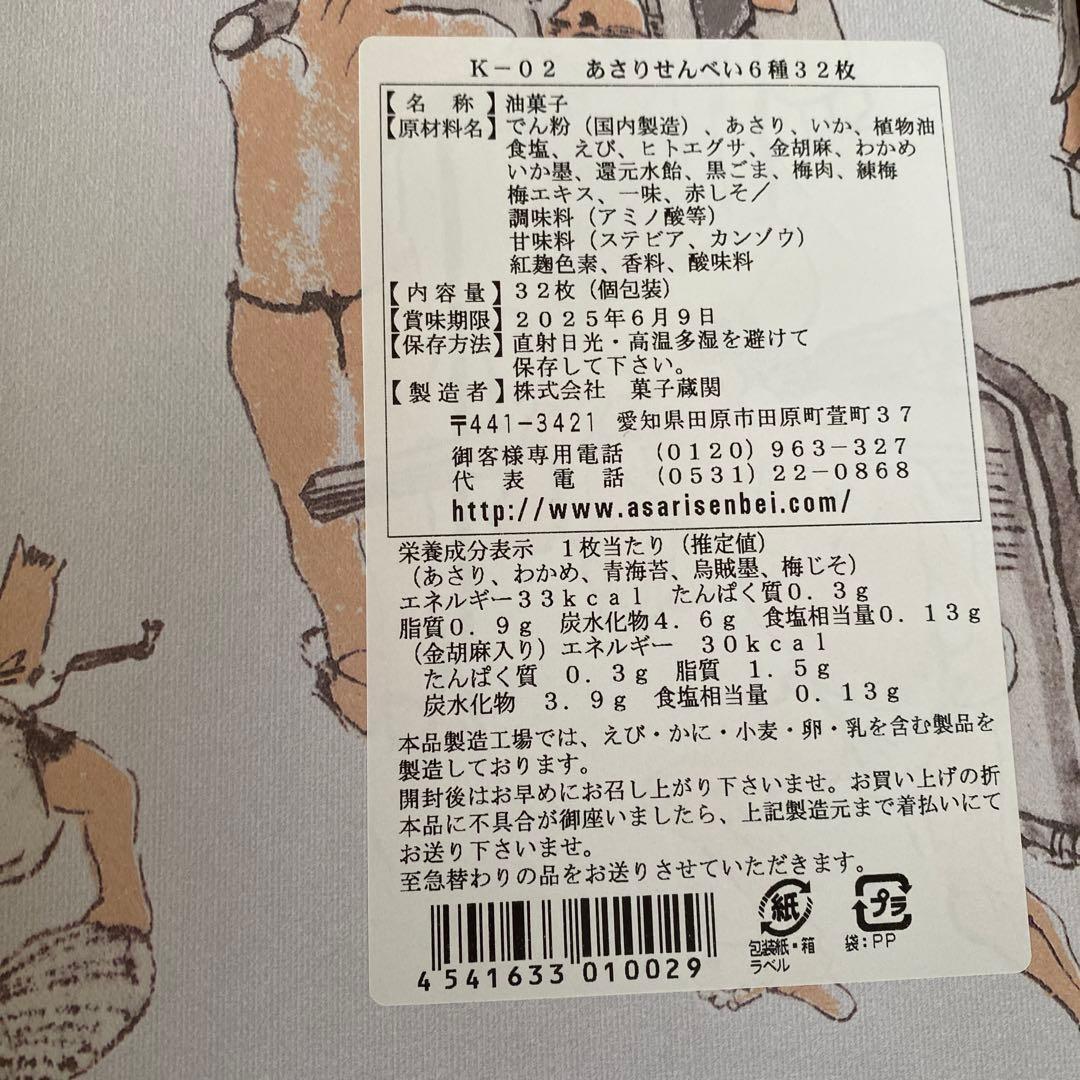 K－02　あさりせんべい6種32枚
【名　称】油菓子
【原材料名】でん粉（国内製造）、あさり、いか、植物油
食塩、えび、ヒトエグサ、金胡麻、わかめ
いか墨、還元水飴、黒ごま、梅肉、練梅
梅エキス、一味、赤しそ／
調味料（アミノ酸等）
甘味料（ステビア、カンゾウ）
紅麹色素、香料、酸味料
【内容量】32枚（個包装）
【賞味期限】2025年6月9日
【保存方法】直射日光・高温多湿を避けて
保存して下さい。
【製造者】株式会社　菓子蔵関
〒441－3421　愛知県田原市田原町萱町37
御客様専用電話　（0120）963－327
代　表　電　話　（0531）22－0868
http://www.asarisenbei.com/
栄養成分表示　1枚当たり（推定値）
（あさり、わかめ、青海苔、烏賊墨、梅じそ）
エネルギー33kcal　たんぱく質0.3g
脂質0.9g　炭水化物4.6g　食塩相当量0.13g
（金胡麻入り）エネルギー　30kcal
たんぱく質　0.3g　脂質　1.5g
炭水化物　3.9g　食塩相当量　0.13g
本品製造工場では、えび・かに・小麦・卵・乳を含む製品を
製造しております。
開封後はお早めにお召し上がり下さいませ。お買い上げの折
本品に不具合が御座いましたら、上記製造元まで着払いにて
お送り下さいませ。
至急替わりの品をお送りさせていただきます。
紙
包装紙・箱
ラベル
プラ
袋：PP
4 541633 010029